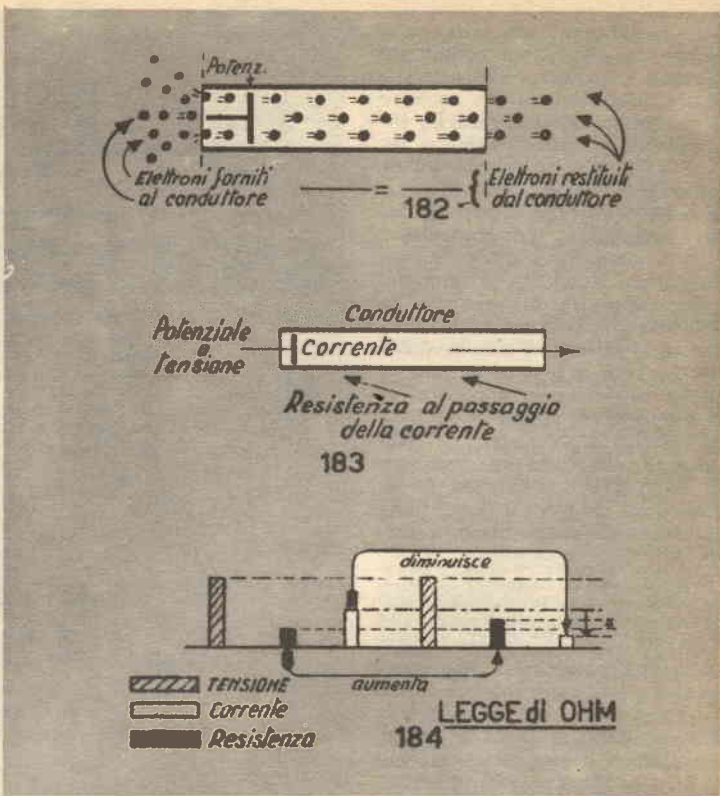 Potenz.
Elettroni forniti
al conduttore
=
182
{ Elettroni restituiti
dal conduttore
Conduttore
Potenziale
o
tensione
Corrente
Resistenza al passaggio
della corrente
183
diminuisce
aumenta
TENSIONE
Corrente
Resistenza
LEGGE di OHM
184